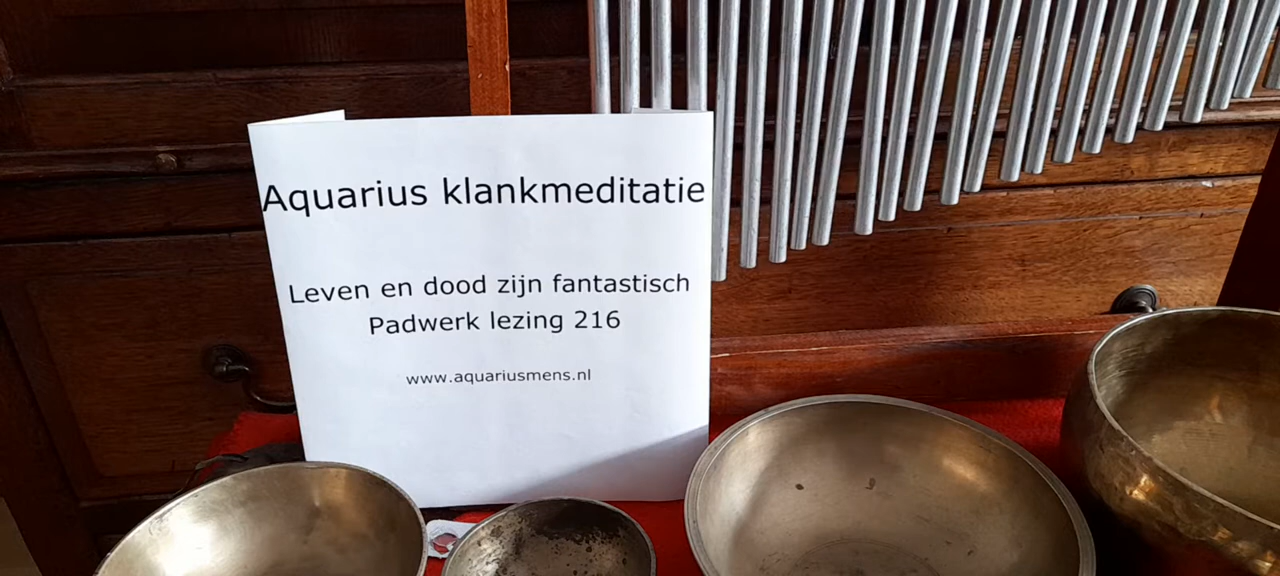 Aquarius klankmeditatie
Leven en dood zijn fantastisch
Padwerk lezing 216
www.aquariusmens.nl